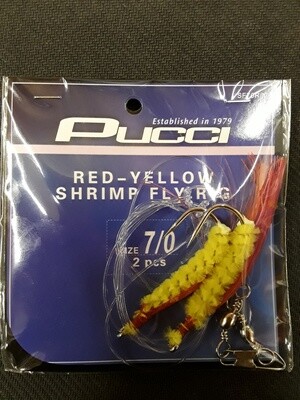 Established in 1979
PUCCI
RED-YELLOW
SHRIMP FLY RIG
SIZE 7/0
2 pcs